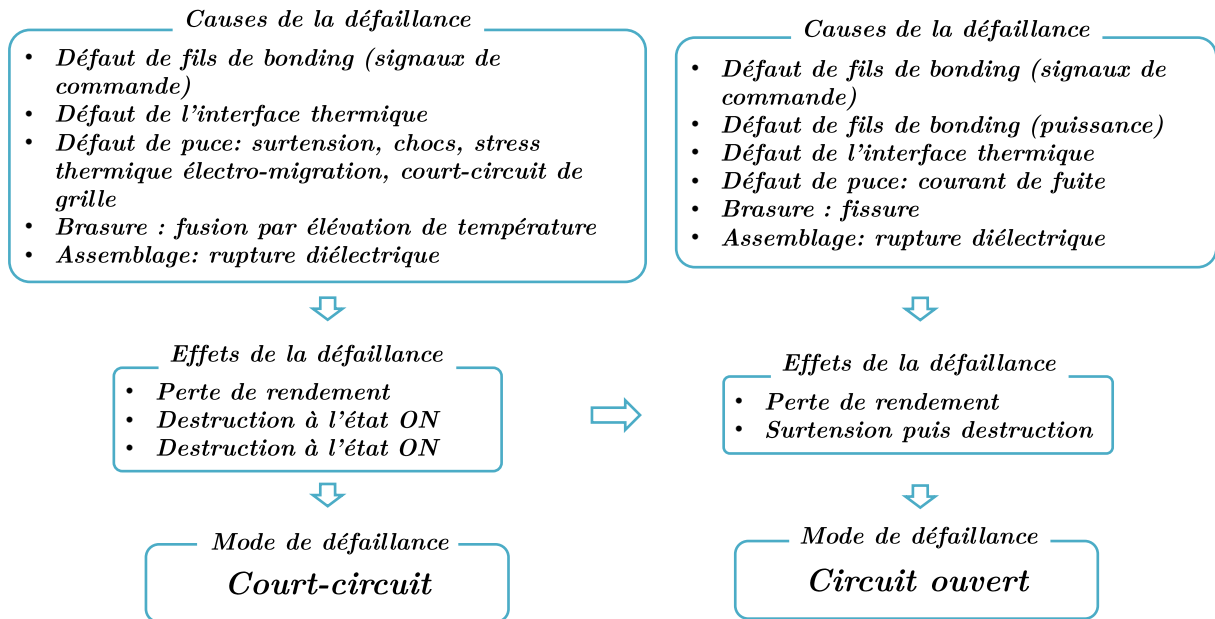 Causes de la défaillance
• Défaut de fils de bonding (signaux de
commande)
• Défaut de l'interface thermique
• Défaut de puce: surtension, chocs, stress
thermique électro-migration, court-circuit de
grille
• Brasure : fusion par élévation de température
• Assemblage: rupture diélectrique
Effets de la défaillance
• Perte de rendement
• Destruction à l'état ON
• Destruction à l'état ON
Mode de défaillance
Court-circuit
Causes de la défaillance
• Défaut de fils de bonding (signaux de
commande)
• Défaut de fils de bonding (puissance)
• Défaut de l'interface thermique
• Défaut de puce: courant de fuite
• Brasure : fissure
• Assemblage: rupture diélectrique
Effets de la défaillance
• Perte de rendement
• Surtension puis destruction
Mode de défaillance
Circuit ouvert